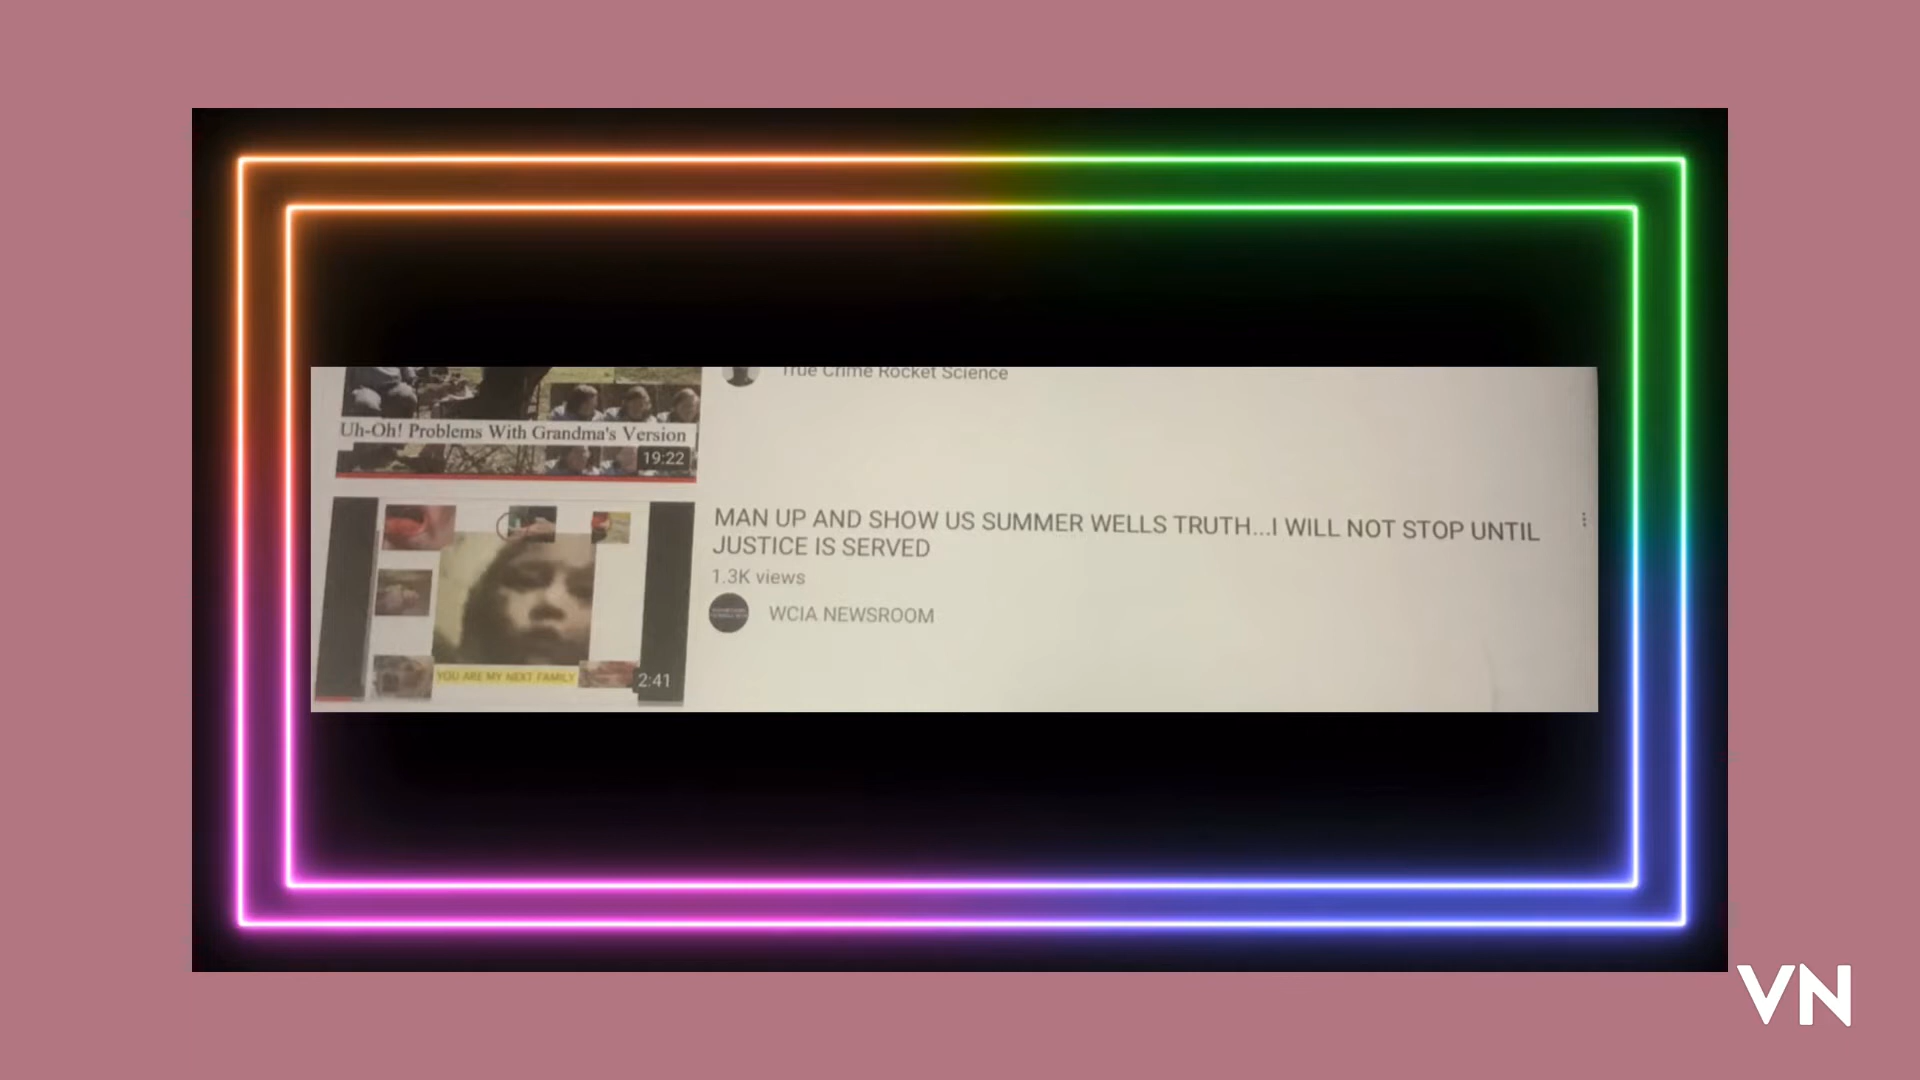 True Crime Rocket Science
Uh-Oh! Problems With Grandma's Version
19:22
MAN UP AND SHOW US SUMMER WELLS TRUTH...I WILL NOT STOP UNTIL
JUSTICE IS SERVED
1.3K views
WCIA NEWSROOM
YOU ARE MY NEXT FAMILY
2:41
VN